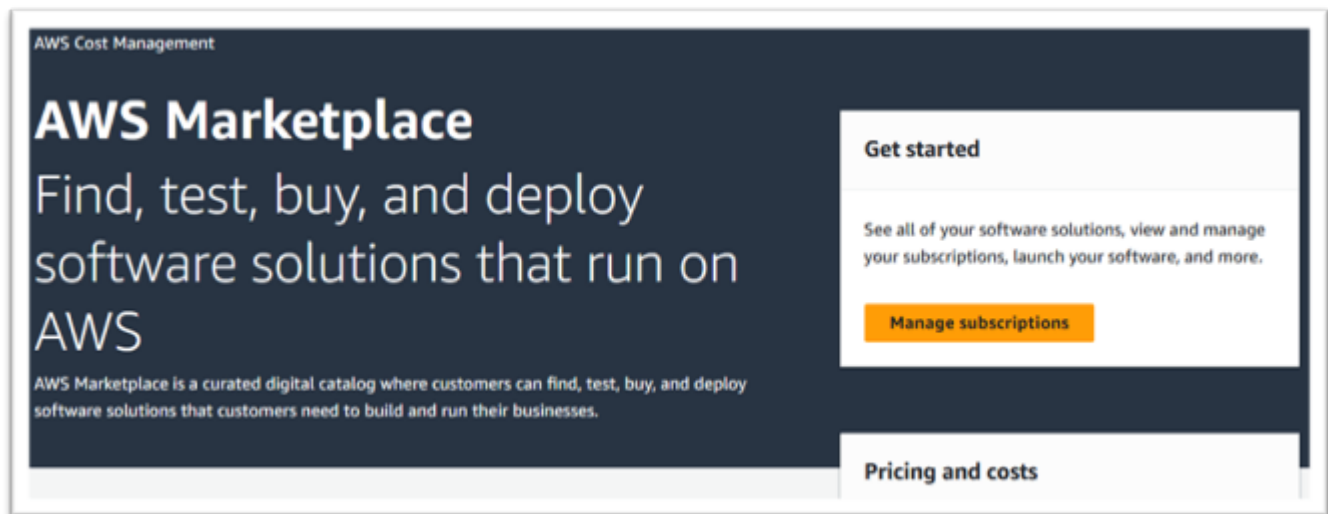 AWS Cost Management
AWS Marketplace
Find, test, buy, and deploy
software solutions that run on
AWS
AWS Marketplace is a curated digital catalog where customers can find, test, buy, and deploy
software solutions that customers need to build and run their businesses.
Get started
See all of your software solutions, view and manage
your subscriptions, launch your software, and more.
Manage subscriptions
Pricing and costs